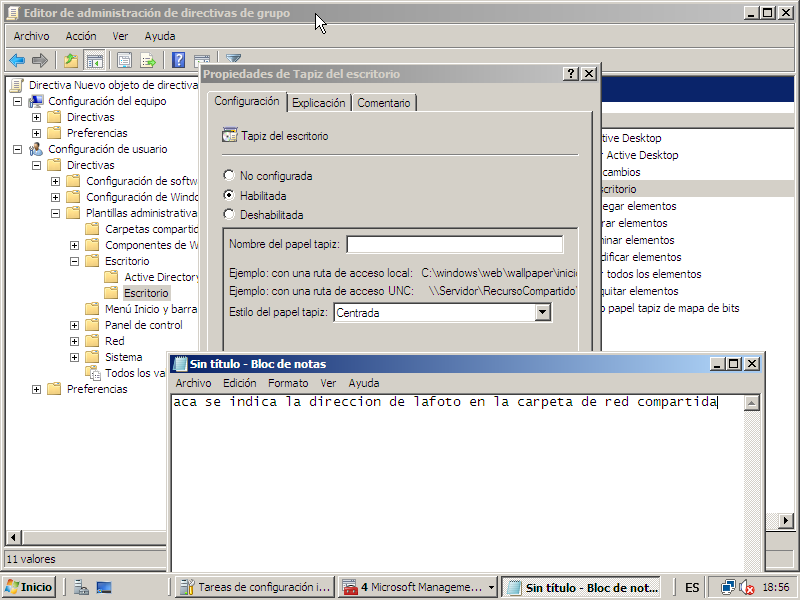 Editor de administración de directivas de grupo
Archivo Acción Ver Ayuda
Directiva Nuevo objeto de directiva
Configuración del equipo
Directivas
Preferencias
Configuración de usuario
Directivas
Configuración de softw
Configuración de Windo
Plantillas administrativa
Carpetas compartid
Componentes de W
Escritorio
Active Directory
Escritorio
Menú Inicio y barra
Panel de control
Red
Sistema
Todos los va
Preferencias
11 valores
Propiedades de Tapiz del escritorio
Configuración Explicación Comentario
Tapiz del escritorio
No configurada
Habilitada
Deshabilitada
Nombre del papel tapiz:
Ejemplo: con una ruta de acceso local: C:\windows\web\wallpaper\inicio
Ejemplo: con una ruta de acceso UNC: \\Servidor\RecursoCompartido\
Estilo del papel tapiz: Centrada
tive Desktop
r Active Desktop
cambios
scritorio
egar elementos
rar elementos
minar elementos
dificar elementos
r todos los elementos
quitar elementos
o papel tapiz de mapa de bits
Sin título - Bloc de notas
Archivo Edición Formato Ver Ayuda
aca se indica la direccion de lafoto en la carpeta de red compartida
Inicio
Tareas de configuración i...
4 Microsoft Manageme...
Sin título - Bloc de not...
ES
18:56